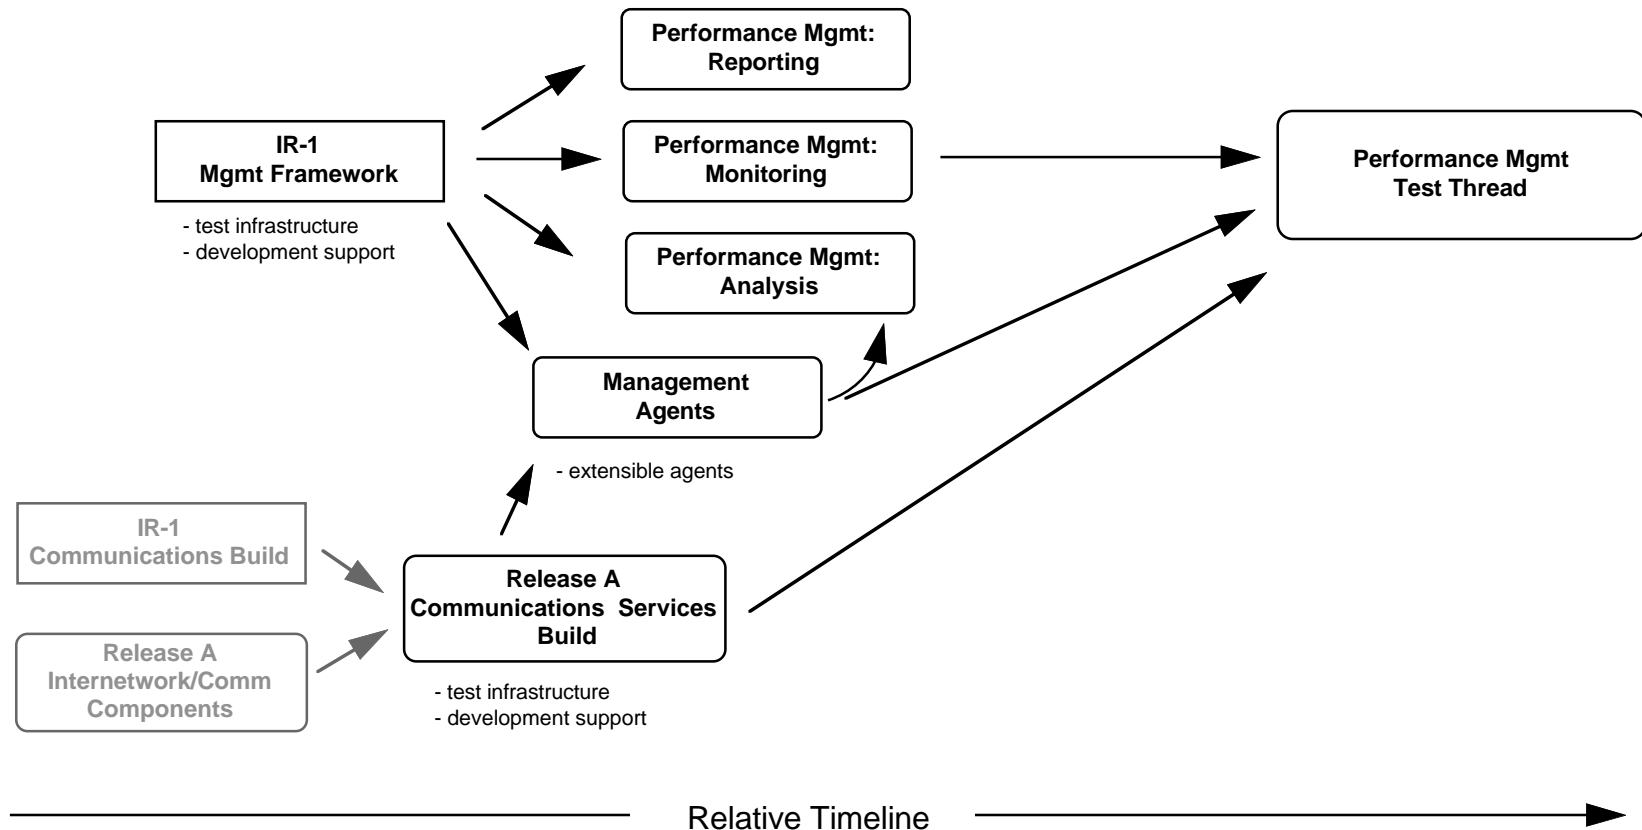 Performance Mgmt:
Reporting
IR-1
Mgmt Framework
- test infrastructure
- development support
Performance Mgmt:
Monitoring
Performance Mgmt
Test Thread
Performance Mgmt:
Analysis
Management
Agents
- extensible agents
IR-1
Communications Build
Release A
Internetwork/Comm
Components
Release A
Communications Services
Build
- test infrastructure
- development support
Relative Timeline